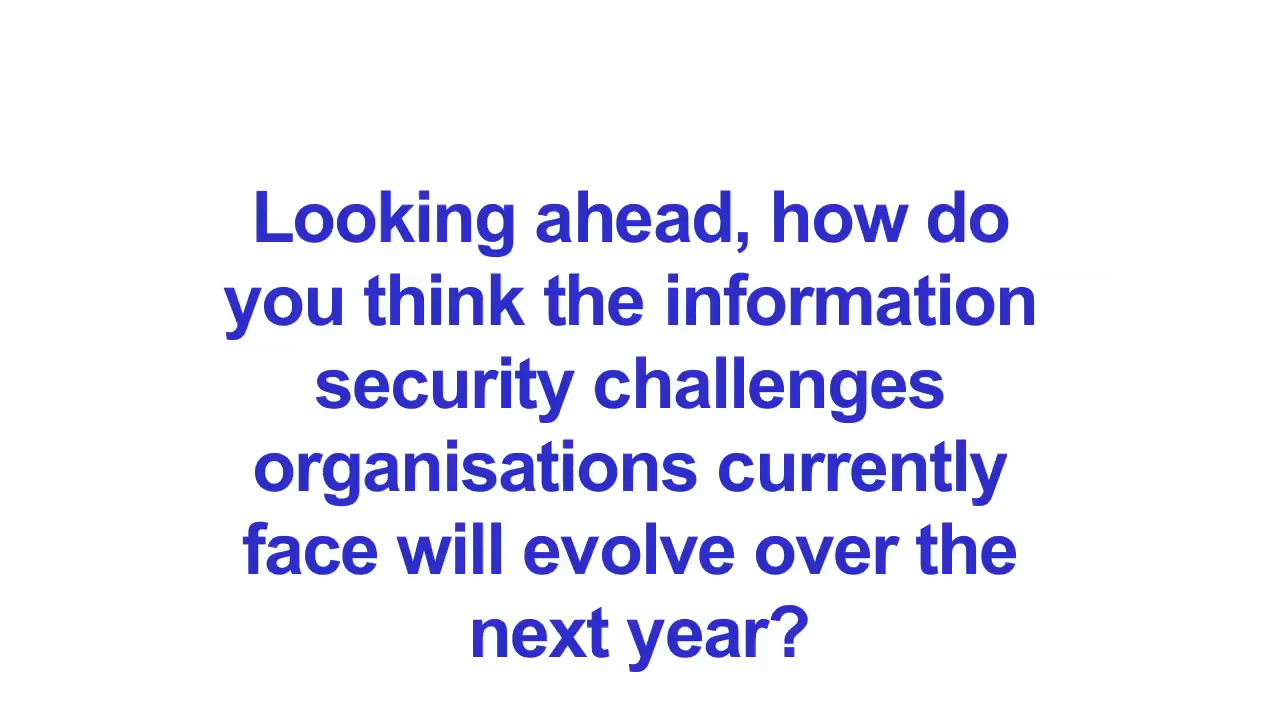 Looking ahead, how do
you think the information
security challenges
organisations currently
face will evolve over the
next year?